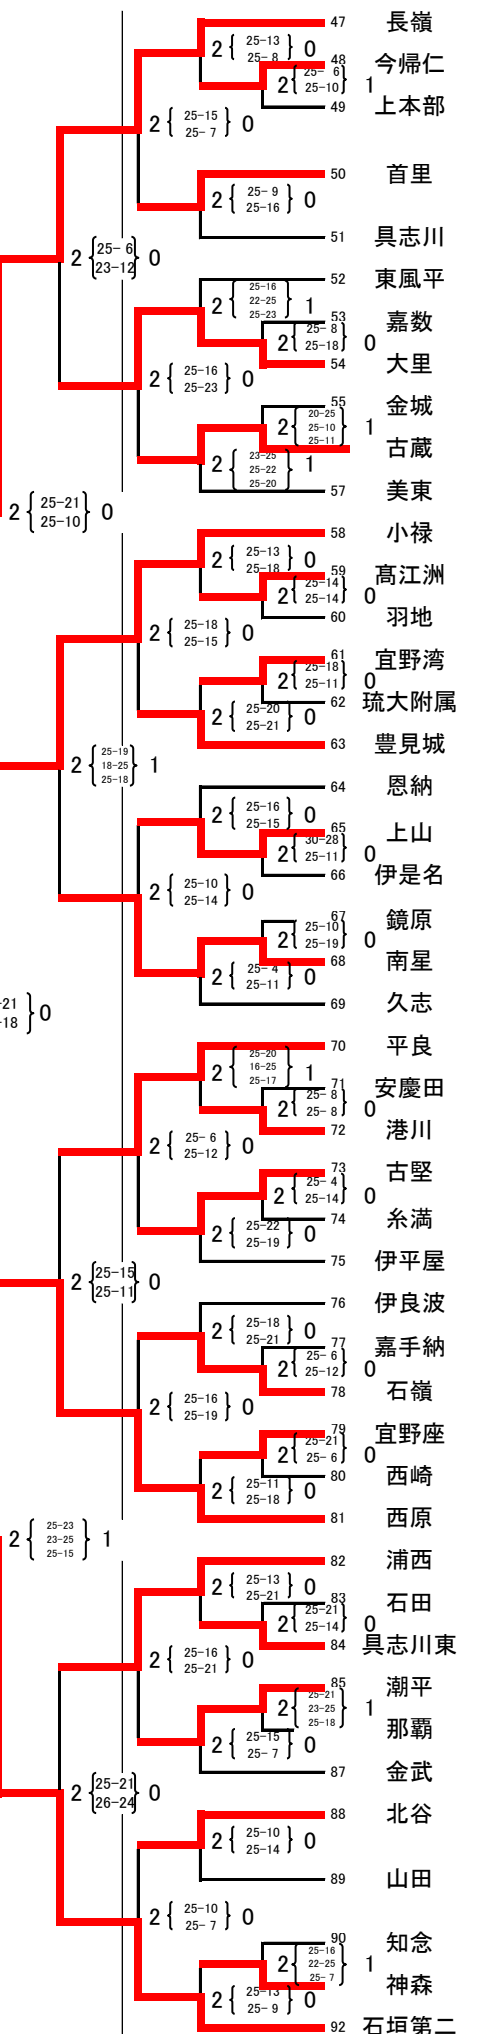 47 長嶺
2 { 25-13 } 0
25- 8
48 今帰仁
2 { 25- 6 } 1
25-10
49 上本部
2 { 25-15 } 0
25- 7
50 首里
2 { 25- 9 } 0
25-16
51 具志川
2 { 25- 6 } 0
23-12
52 東風平
2 { 25-16 } 1
22-25
25-23
53 嘉数
2 { 25- 8 } 0
25-18
54 大里
2 { 25-16 } 0
25-23
55 金城
2 { 20-25 } 1
25-10
25-11
古蔵
2 { 23-25 } 1
25-22
25-20
57 美東
2 { 25-21 } 0
25-10
58 小禄
2 { 25-13 } 0
25-18
59 髙江洲
2 { 25-14 } 0
25-14
60 羽地
2 { 25-18 } 0
25-15
61 宜野湾
2 { 25-18 } 0
25-11
62 琉大附属
2 { 25-20 } 0
25-21
63 豊見城
2 { 25-19 } 1
18-25
25-18
64 恩納
2 { 25-16 } 0
25-15
65 上山
2 { 30-28 } 0
25-11
66 伊是名
2 { 25-10 } 0
25-14
67 鏡原
2 { 25-10 } 0
25-19
68 南星
2 { 25- 4 } 0
25-11
69 久志
-21 } 0
-18
70 平良
2 { 25-20 } 1
16-25
25-17
71 安慶田
2 { 25- 8 } 0
25- 8
72 港川
2 { 25- 6 } 0
25-12
73 古堅
2 { 25- 4 } 0
25-14
74 糸満
2 { 25-22 } 0
25-19
75 伊平屋
2 { 25-15 } 0
25-11
76 伊良波
2 { 25-18 } 0
25-21
77 嘉手納
2 { 25- 6 } 0
25-12
78 石嶺
2 { 25-16 } 0
25-19
79 宜野座
2 { 25-21 } 0
25- 6
80 西崎
2 { 25-11 } 0
25-18
81 西原
2 { 25-23 } 1
23-25
25-15
82 浦西
2 { 25-13 } 0
25-21
83 石田
2 { 25-21 } 0
25-14
84 具志川東
2 { 25-16 } 0
25-21
85 潮平
2 { 25-21 } 1
23-25
25-18
那覇
2 { 25-15 } 0
25- 7
87 金武
2 { 25-21 } 0
26-24
88 北谷
2 { 25-10 } 0
25-14
89 山田
2 { 25-10 } 0
25- 7
90 知念
2 { 25-16 } 1
22-25
25- 7
神森
2 { 25-13 } 0
25- 9
92 石垣第二